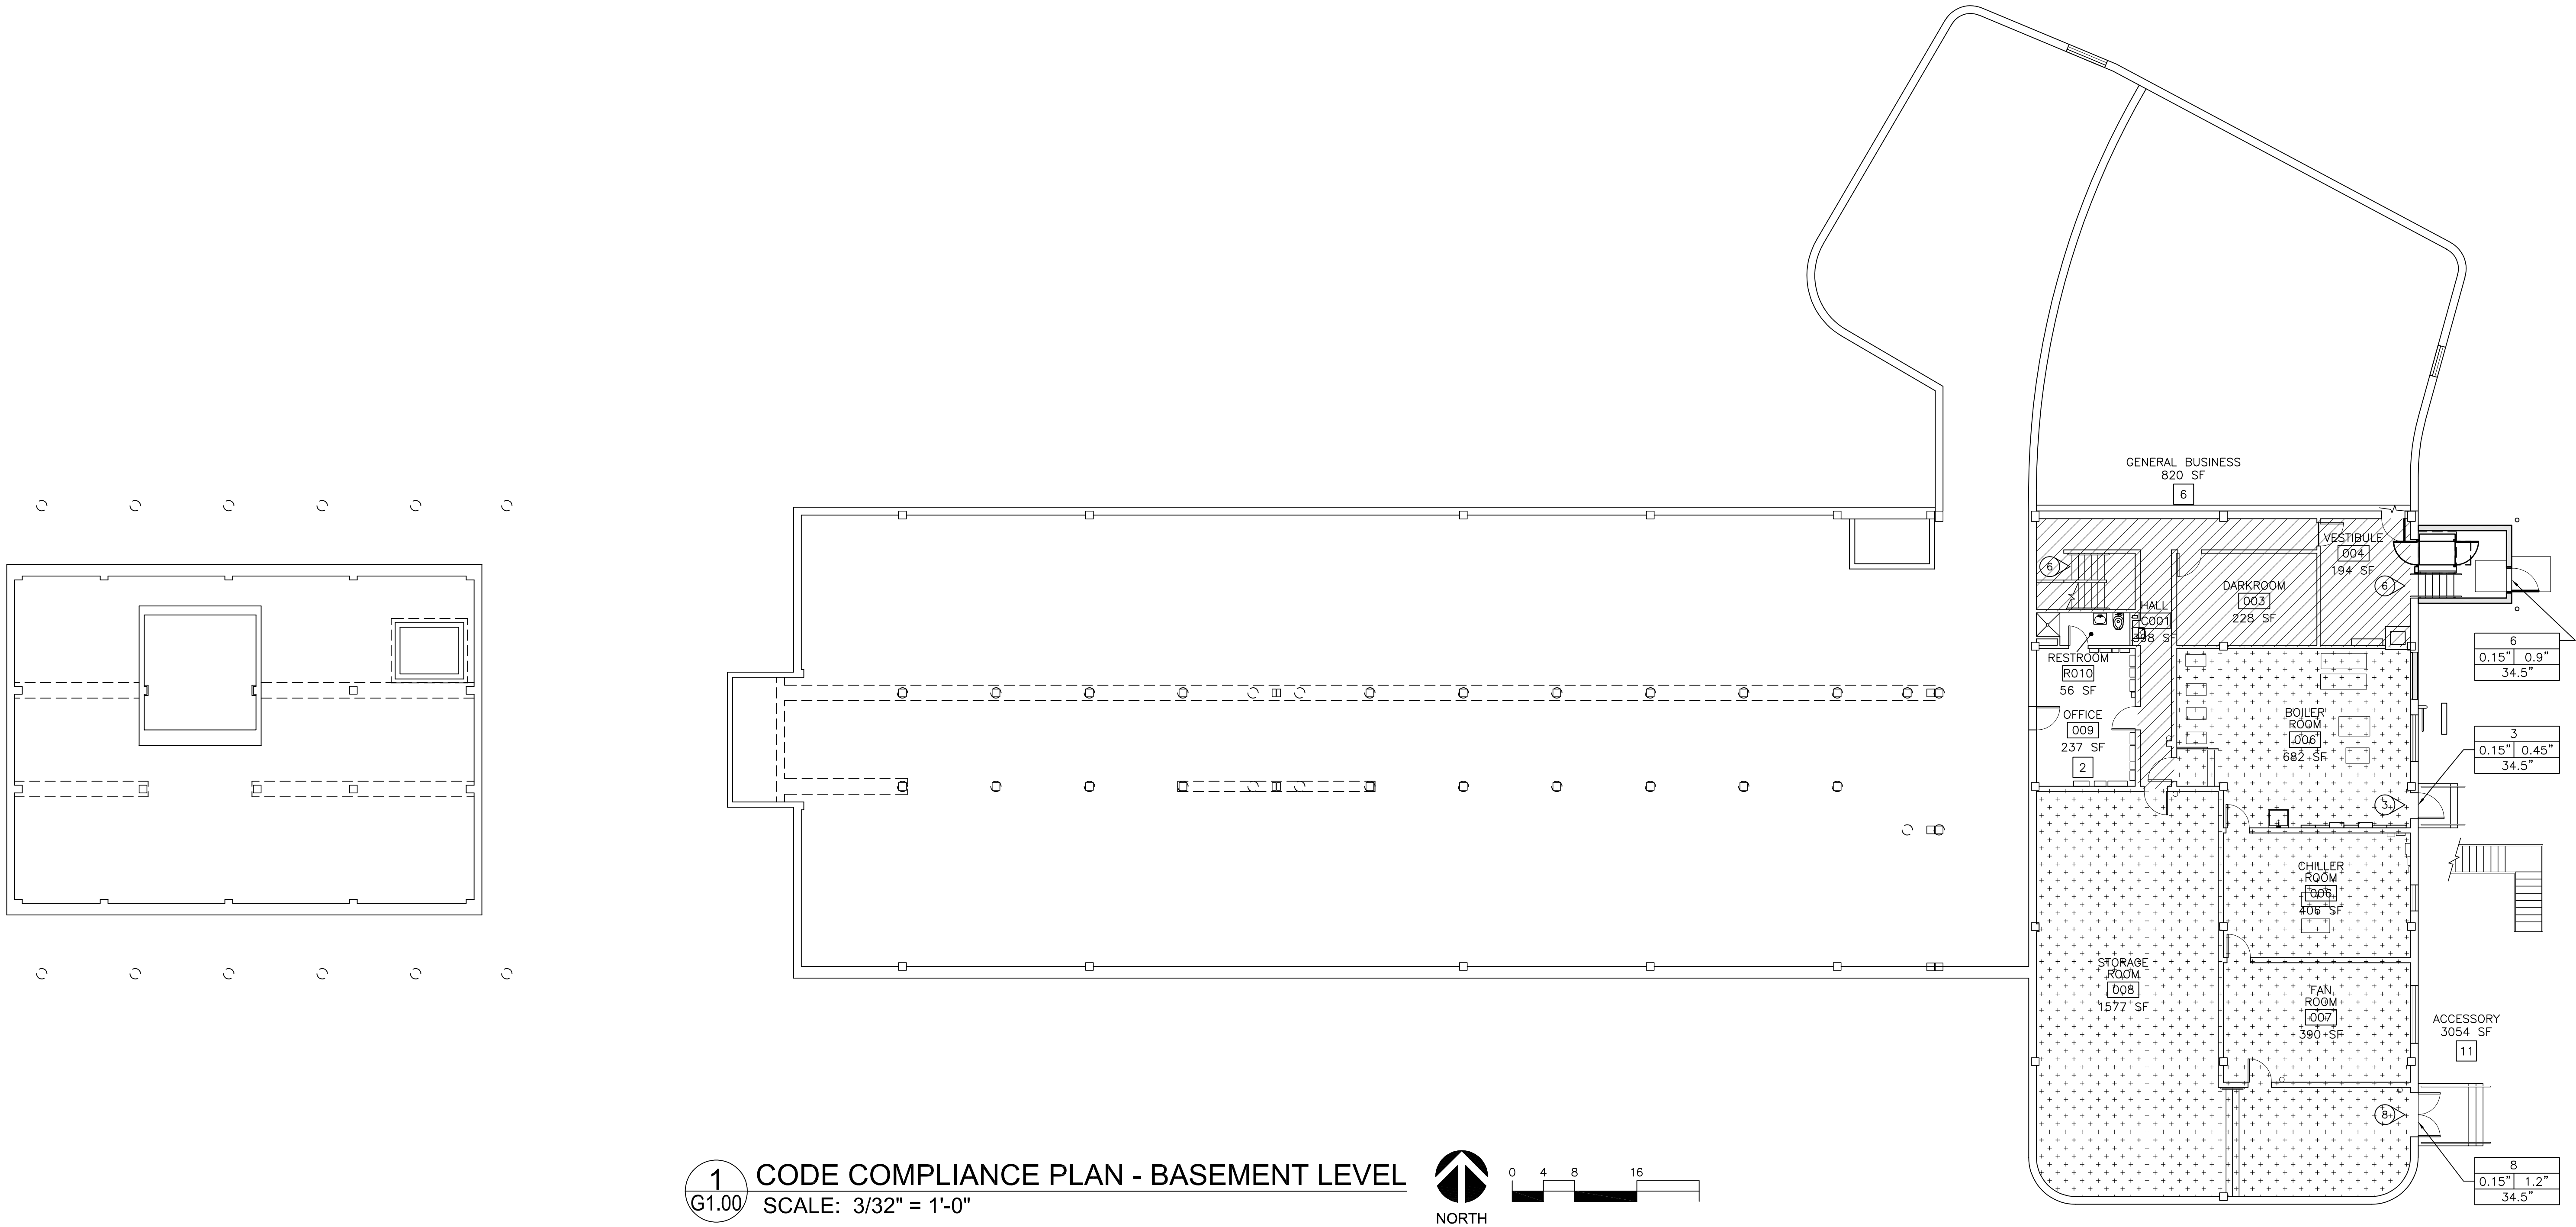 GENERAL BUSINESS
820 SF
6
VESTIBULE
004
194 SF
6
6
DARKROOM
003
228 SF
HALL
C001
398 SF
RESTROOM
R010
56 SF
OFFICE
009
237 SF
2
BOILER
ROOM
006
682 SF
3
CHILLER
ROOM
006
406 SF
STORAGE
ROOM
008
1577 SF
FAN
ROOM
007
390 SF
8
ACCESSORY
3054 SF
11
6
0.15" 0.9"
34.5"
3
0.15" 0.45"
34.5"
8
0.15" 1.2"
34.5"
1
G1.00
CODE COMPLIANCE PLAN - BASEMENT LEVEL
SCALE: 3/32" = 1'-0"
NORTH
0 4 8 16